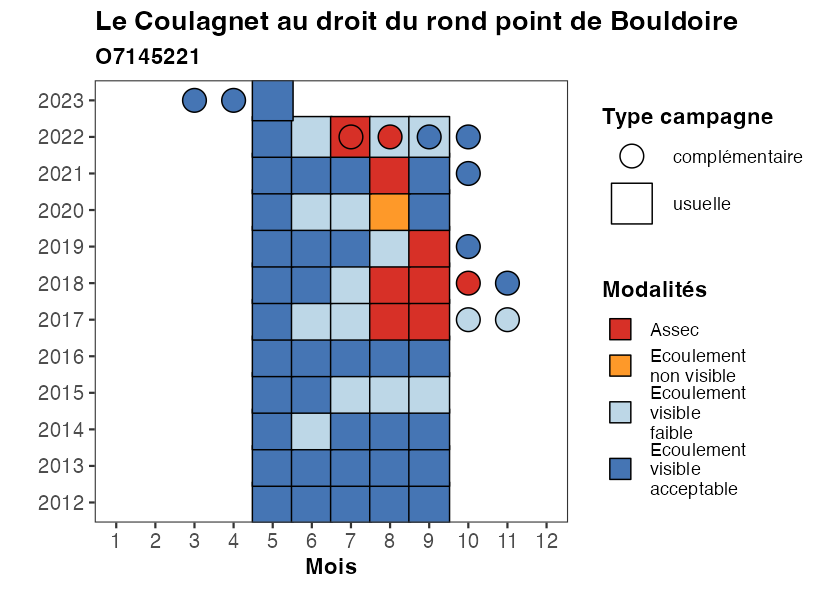 Le Coulagnet au droit du rond point de Bouldoire
O7145221
2023
2022
2021
2020
2019
2018
2017
2016
2015
2014
2013
2012
1 2 3 4 5 6 7 8 9 10 11 12
Mois
Type campagne
complémentaire
usuelle
Modalités
Assec
Ecoulement
non visible
Ecoulement
visible
faible
Ecoulement
visible
acceptable